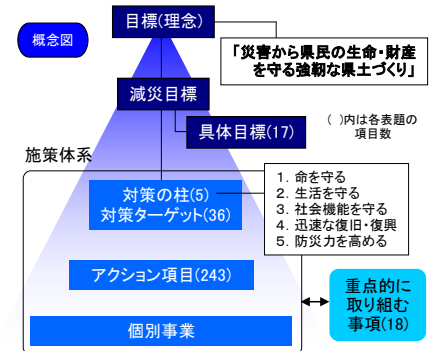 概念図
目標(理念)
「災害から県民の生命・財産
を守る強靭な県土づくり」
減災目標
具体目標(17)
( )内は各表題の
項目数
施策体系
対策の柱(5)
対策ターゲット(36)
1. 命を守る
2. 生活を守る
3. 社会機能を守る
4. 迅速な復旧・復興
5. 防災力を高める
アクション項目(243)
重点的に
取り組む
事項(18)
個別事業